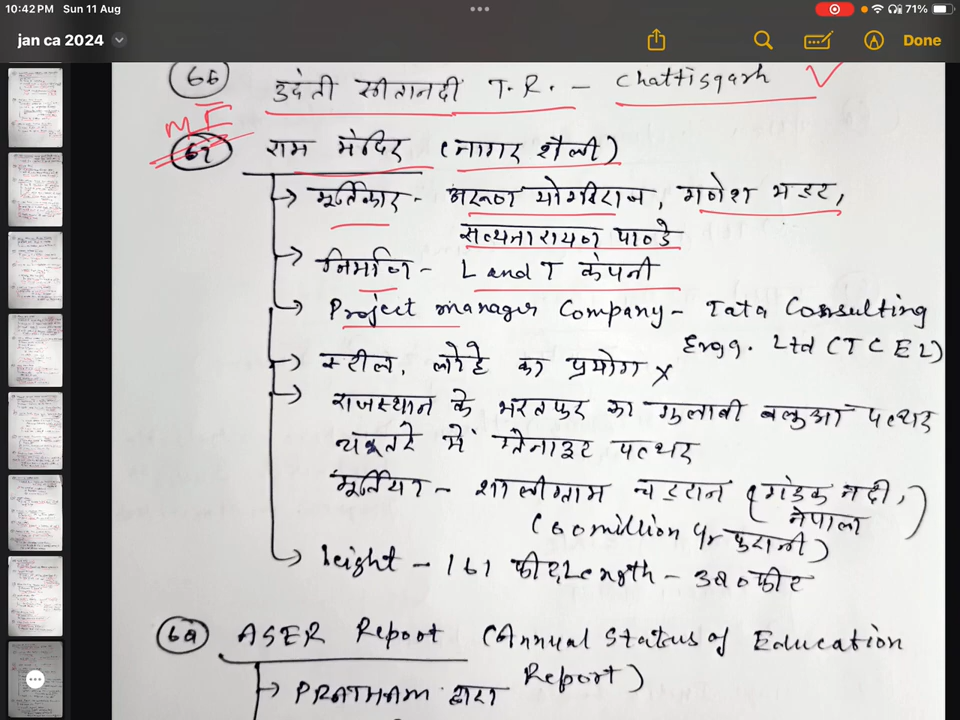 10:42 PM Sun 11 Aug
71%
jan ca 2024
Done
66 उदंती सीतानदी T.R. - Chattisgarh
M.I
67 राम मंदिर (नागर शैली)
→ मूर्तिकार - अरुण योगीराज, गणेश भट्ट,
सत्यनारायण पाण्डे
→ निर्माण - L and T कंपनी
→ Project manager Company - Tata Consulting
Engg. Ltd (TCEL)
→ स्टील, लोहे का प्रयोग ×
→ राजस्थान के भरतपुर का गुलाबी बलुआ पत्थर
चबूतरे में ग्रेनाइट पत्थर
मूर्तियां - शालीग्राम चट्टान (गंडक नदी,
नेपाल)
(60 million yr पुरानी)
→ height - 161 फीट, Length - 380 फीट
ASER Report (Annual Status of Education
Report)
→ PRATHAM द्वारा